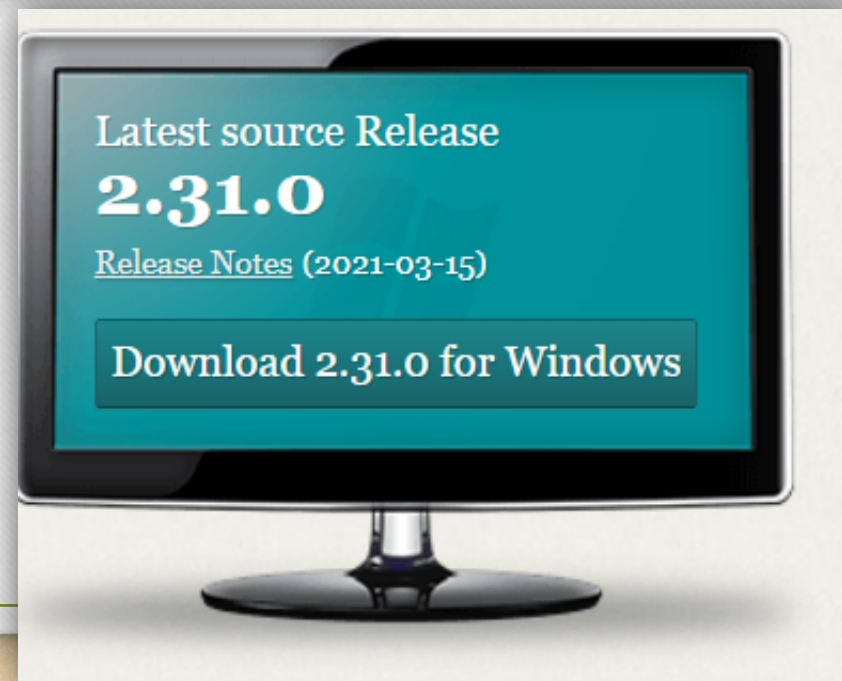 Latest source Release
2.31.0
Release Notes (2021-03-15)
Download 2.31.0 for Windows